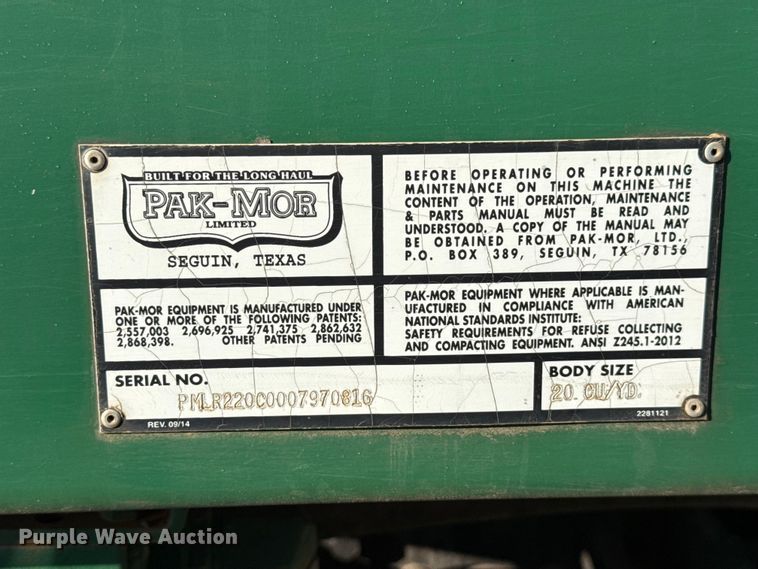 BUILT FOR THE LONG HAUL
PAK-MOR
LIMITED
SEGUIN, TEXAS
BEFORE OPERATING OR PERFORMING
MAINTENANCE ON THIS MACHINE THE
CONTENT OF THE OPERATION, MAINTENANCE
& PARTS MANUAL MUST BE READ AND
UNDERSTOOD. A COPY OF THE MANUAL MAY
BE OBTAINED FROM PAK-MOR, LTD.,
P.O. BOX 389, SEGUIN, TX 78156
PAK-MOR EQUIPMENT IS MANUFACTURED UNDER
ONE OR MORE OF THE FOLLOWING PATENTS:
2,557,003 2,696,925 2,741,375 2,862,632
2,868,398. OTHER PATENTS PENDING
PAK-MOR EQUIPMENT WHERE APPLICABLE IS MAN-
UFACTURED IN COMPLIANCE WITH AMERICAN
NATIONAL STANDARDS INSTITUTE:
SAFETY REQUIREMENTS FOR REFUSE COLLECTING
AND COMPACTING EQUIPMENT. ANSI Z245.1-2012
SERIAL NO.
PMLR220C000797081G
BODY SIZE
20 CU/YD.
REV. 09/14
2281121
Purple Wave Auction